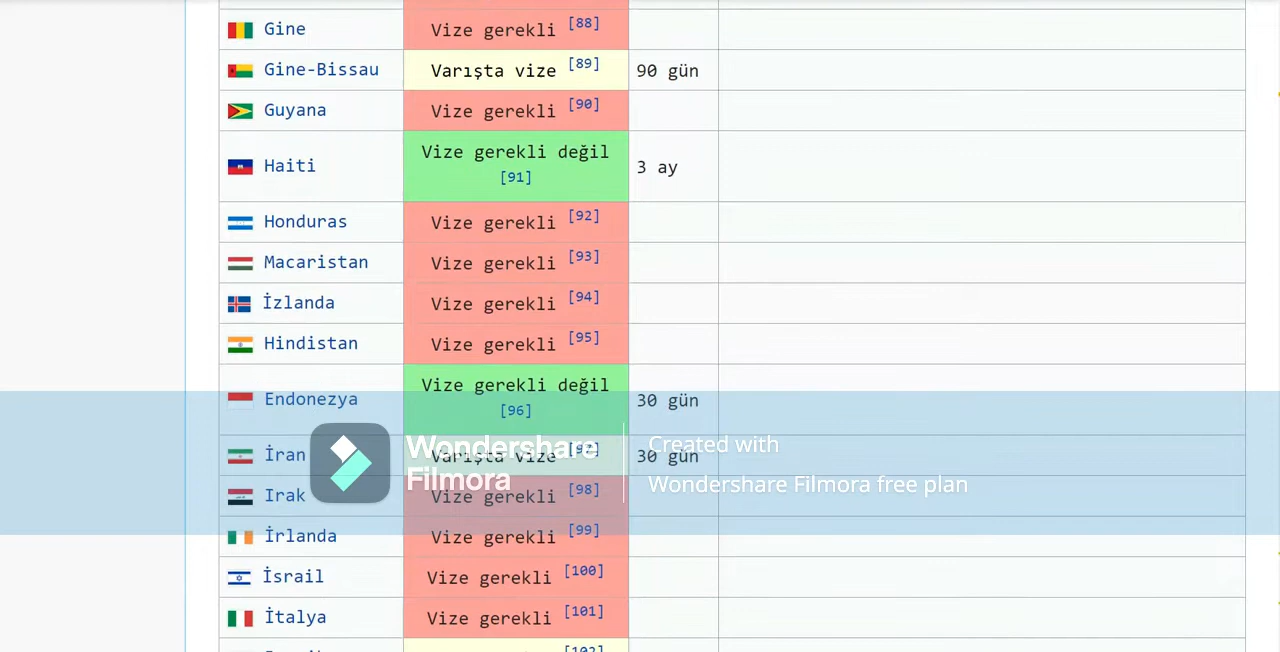 Gine Vize gerekli [88]
Gine-Bissau Varışta vize [89] 90 gün
Guyana Vize gerekli [90]
Haiti Vize gerekli değil [91] 3 ay
Honduras Vize gerekli [92]
Macaristan Vize gerekli [93]
İzlanda Vize gerekli [94]
Hindistan Vize gerekli [95]
Endonezya Vize gerekli değil [96] 30 gün
İran Varışta vize [97] 30 gün
Irak Vize gerekli [98]
İrlanda Vize gerekli [99]
İsrail Vize gerekli [100]
İtalya Vize gerekli [101]
[102]
Wondershare
Filmora
Created with
Wondershare Filmora free plan